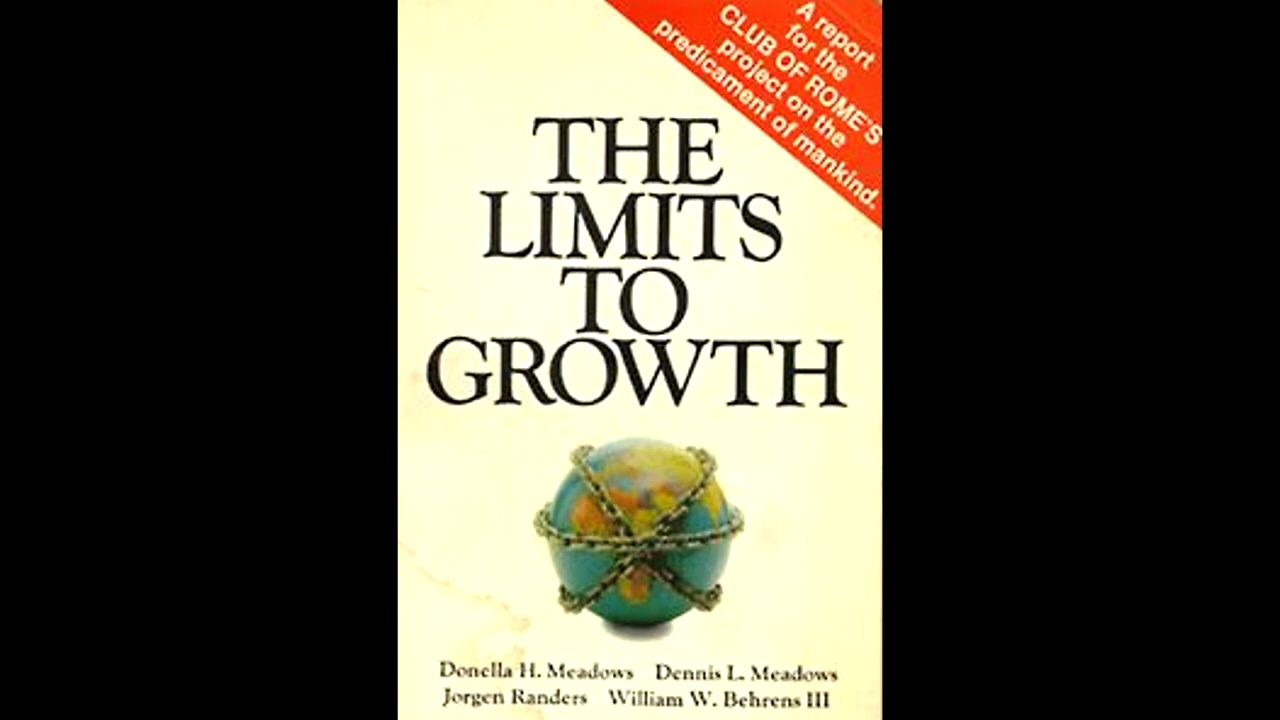 A report
for the
CLUB OF ROME'S
project on the
predicament of mankind.
THE
LIMITS
TO
GROWTH
Donella H. Meadows Dennis L. Meadows
Jorgen Randers William W. Behrens III